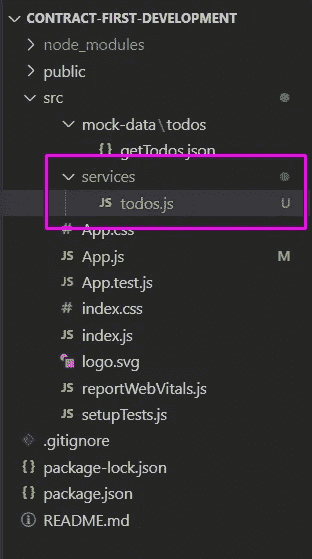 CONTRACT-FIRST-DEVELOPMENT
node_modules
public
src
mock-data\todos
{} getTodos.json
services
JS todos.js U
# App.css
JS App.js M
JS App.test.js
# index.css
JS index.js
logo.svg
JS reportWebVitals.js
JS setupTests.js
.gitignore
{} package-lock.json
{} package.json
README.md